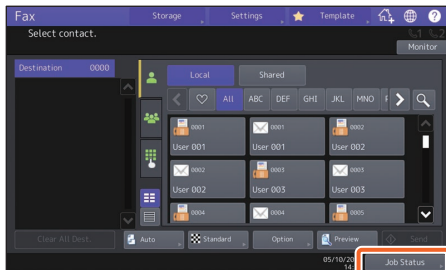 Fax
Storage
Settings
Template
Select contact.
Monitor
Destination 0000
Local
Shared
All
ABC
DEF
GHI
JKL
MNO
0001
User 001
0001
User 001
0002
User 002
0002
User 002
0003
User 003
0003
User 003
0004
0004
0005
Clear All Dest.
Auto
Standard
Option
Preview
Send
05/10/20
14:
Job Status